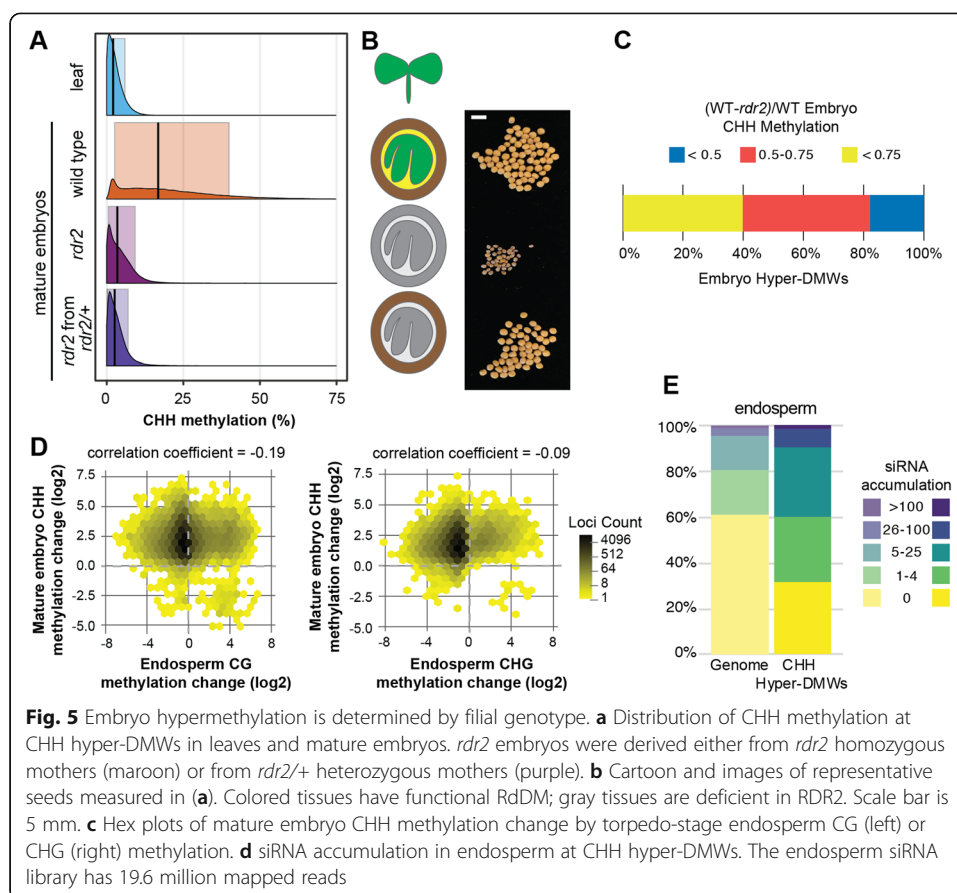 A
leaf
wild type
rdr2
rdr2 from
rdr2/+
mature embryos
0
25
50
75
CHH methylation (%)
B
C
(WT-rdr2)/WT Embryo
CHH Methylation
< 0.5
0.5-0.75
< 0.75
0%
20%
40%
60%
80%
100%
Embryo Hyper-DMWs
D
correlation coefficient = -0.19
Mature embryo CHH
methylation change (log2)
7.5
5.0
2.5
0.0
-2.5
-5.0
-8
-4
0
4
8
Endosperm CG
methylation change (log2)
correlation coefficient = -0.09
Mature embryo CHH
methylation change (log2)
7.5
5.0
2.5
0.0
-2.5
-5.0
-8
-4
0
4
8
Endosperm CHG
methylation change (log2)
Loci Count
4096
512
64
8
1
E
endosperm
100%
80%
60%
40%
20%
0%
Genome
CHH
Hyper-DMWs
siRNA
accumulation
>100
26-100
5-25
1-4
0
Fig. 5 Embryo hypermethylation is determined by filial genotype. a Distribution of CHH methylation at
CHH hyper-DMWs in leaves and mature embryos. rdr2 embryos were derived either from rdr2 homozygous
mothers (maroon) or from rdr2/+ heterozygous mothers (purple). b Cartoon and images of representative
seeds measured in (a). Colored tissues have functional RdDM; gray tissues are deficient in RDR2. Scale bar is
5 mm. c Hex plots of mature embryo CHH methylation change by torpedo-stage endosperm CG (left) or
CHG (right) methylation. d siRNA accumulation in endosperm at CHH hyper-DMWs. The endosperm siRNA
library has 19.6 million mapped reads